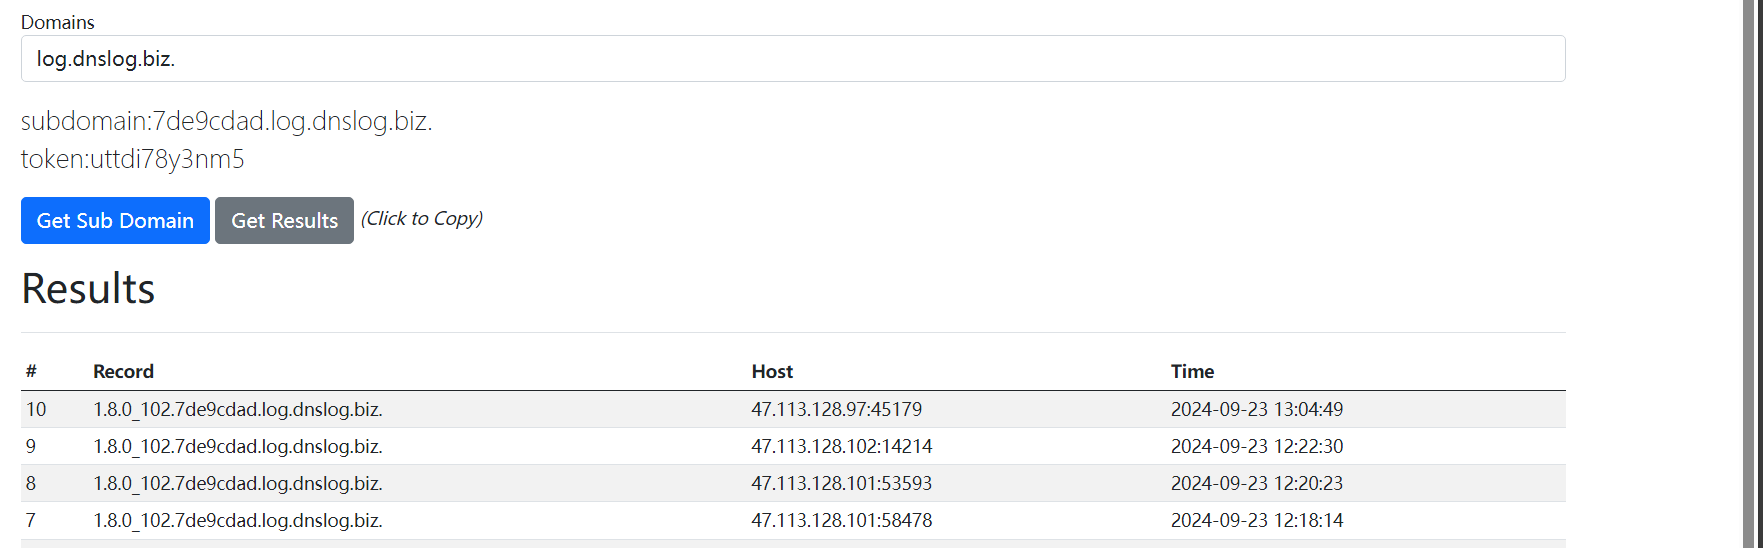 Domains
log.dnslog.biz.
subdomain:7de9cdad.log.dnslog.biz.
token:uttdi78y3nm5
Get Sub Domain Get Results (Click to Copy)
Results
# Record Host Time
10 1.8.0_102.7de9cdad.log.dnslog.biz. 47.113.128.97:45179 2024-09-23 13:04:49
9 1.8.0_102.7de9cdad.log.dnslog.biz. 47.113.128.102:14214 2024-09-23 12:22:30
8 1.8.0_102.7de9cdad.log.dnslog.biz. 47.113.128.101:53593 2024-09-23 12:20:23
7 1.8.0_102.7de9cdad.log.dnslog.biz. 47.113.128.101:58478 2024-09-23 12:18:14